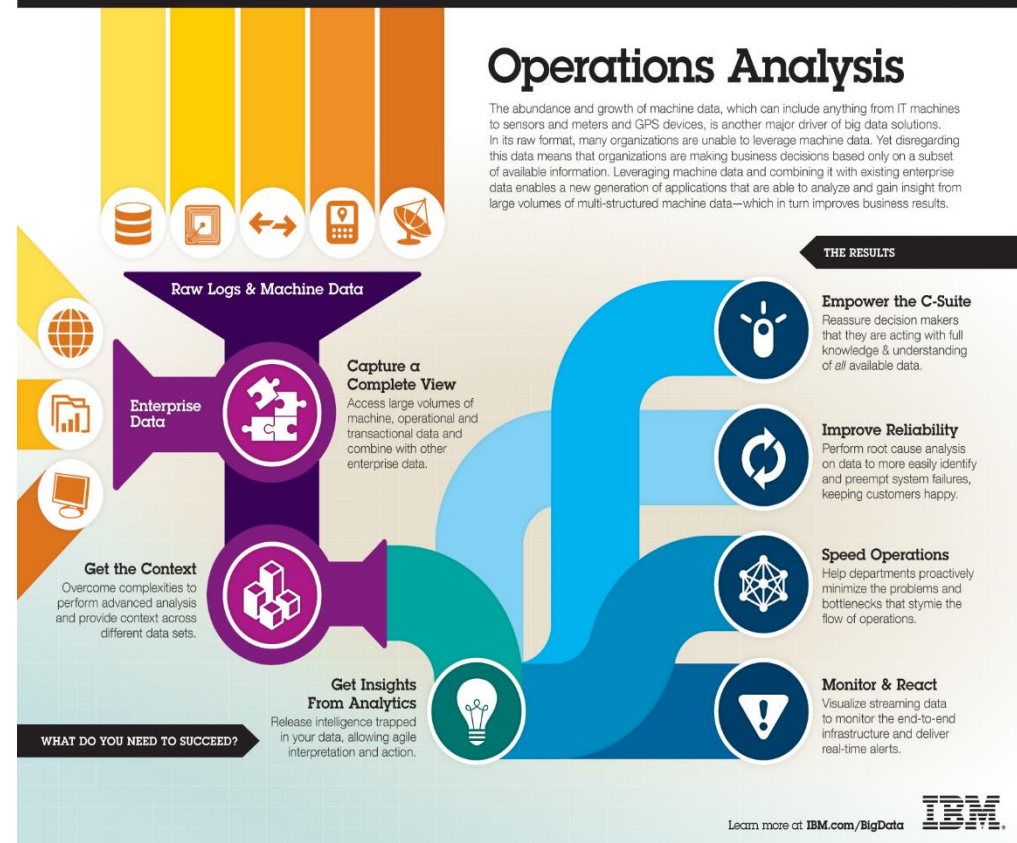 Operations Analysis
The abundance and growth of machine data, which can include anything from IT machines
to sensors and meters and GPS devices, is another major driver of big data solutions.
In its raw format, many organizations are unable to leverage machine data. Yet disregarding
this data means that organizations are making business decisions based only on a subset
of available information. Leveraging machine data and combining it with existing enterprise
data enables a new generation of applications that are able to analyze and gain insight from
large volumes of multi-structured machine data—which in turn improves business results.
Raw Logs & Machine Data
Enterprise
Data
Capture a
Complete View
Access large volumes of
machine, operational and
transactional data and
combine with other
enterprise data.
Get the Context
Overcome complexities to
perform advanced analysis
and provide context across
different data sets.
Get Insights
From Analytics
Release intelligence trapped
in your data, allowing agile
interpretation and action.
WHAT DO YOU NEED TO SUCCEED?
THE RESULTS
Empower the C-Suite
Reassure decision makers
that they are acting with full
knowledge & understanding
of all available data.
Improve Reliability
Perform root cause analysis
on data to more easily identify
and preempt system failures,
keeping customers happy.
Speed Operations
Help departments proactively
minimize the problems and
bottlenecks that stymie the
flow of operations.
Monitor & React
Visualize streaming data
to monitor the end-to-end
infrastructure and deliver
real-time alerts.
Learn more at IBM.com/BigData
IBM.